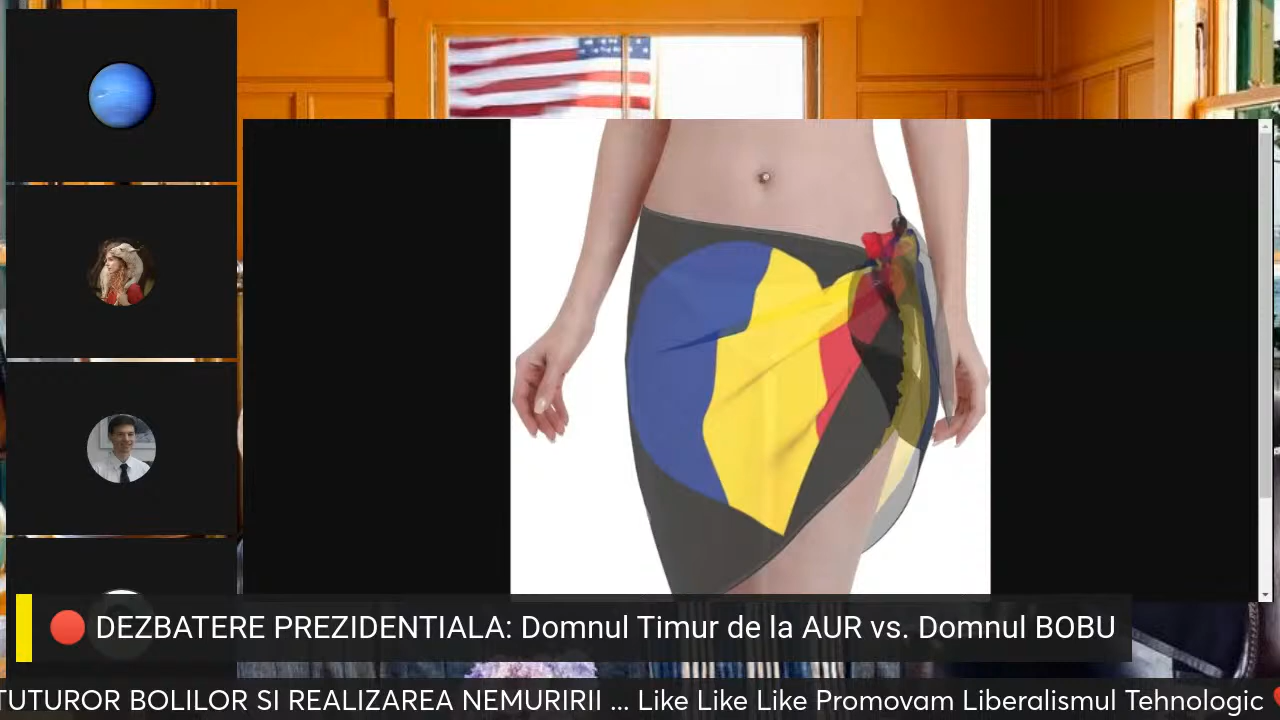 DEZBATERE PREZIDENTIALA: Domnul Timur de la AUR vs. Domnul BOBU
TUTUROR BOLILOR SI REALIZAREA NEMURIRII ... Like Like Like Promovam Liberalismul Tehnologic